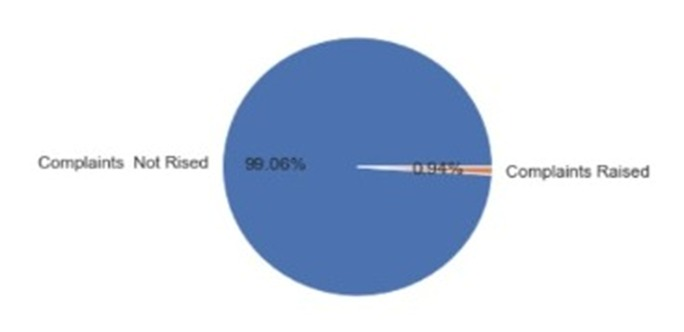 Complaints Not Rised
99.06%
0.94%
Complaints Raised